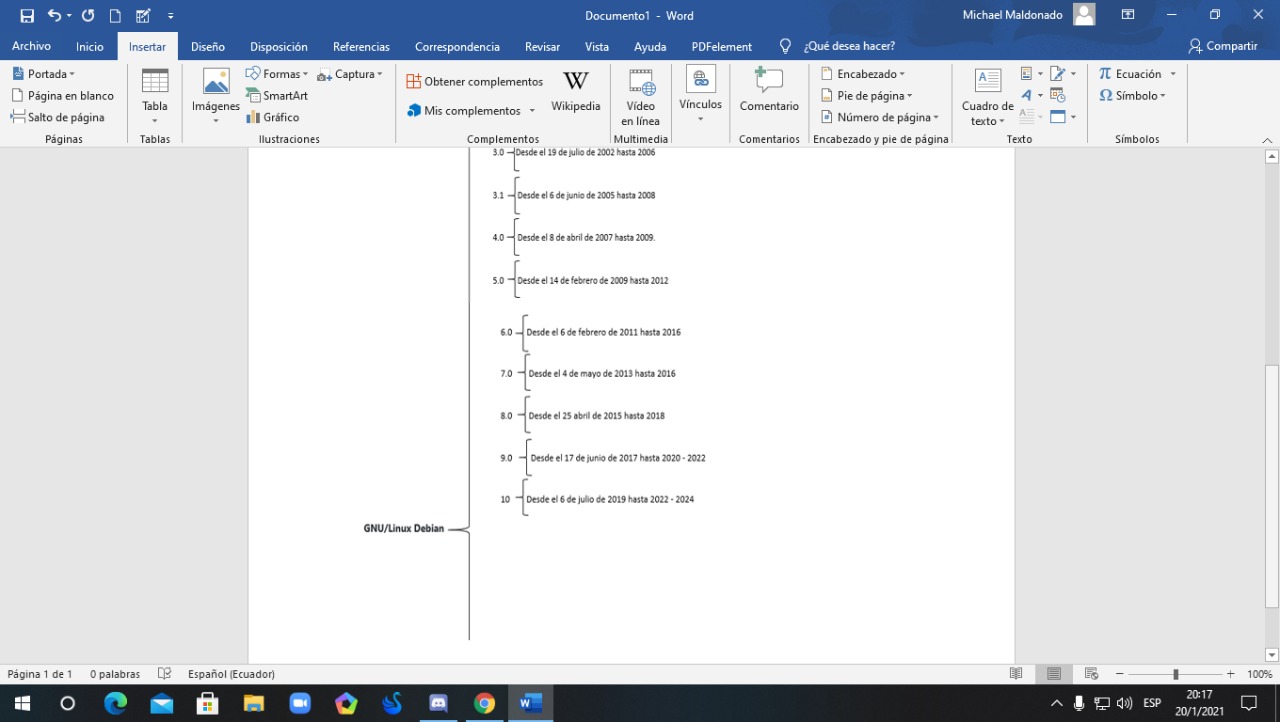 Documento1 - Word
Michael Maldonado
Archivo Inicio Insertar Diseño Disposición Referencias Correspondencia Revisar Vista Ayuda PDFelement ¿Qué desea hacer? Compartir
Portada
Página en blanco
Salto de página
Páginas
Tabla
Tablas
Imágenes
Formas
SmartArt
Gráfico
Captura
Ilustraciones
Obtener complementos
Mis complementos
W
Wikipedia
Complementos
Vídeo
en línea
Multimedia
Vínculos
Comentario
Comentarios
Encabezado
Pie de página
Número de página
Encabezado y pie de página
Cuadro de
texto
Texto
π Ecuación
Ω Símbolo
Símbolos
3.0 Desde el 19 de julio de 2002 hasta 2006
3.1 Desde el 6 de junio de 2005 hasta 2008
4.0 Desde el 8 de abril de 2007 hasta 2009.
5.0 Desde el 14 de febrero de 2009 hasta 2012
6.0 Desde el 6 de febrero de 2011 hasta 2016
7.0 Desde el 4 de mayo de 2013 hasta 2016
8.0 Desde el 25 abril de 2015 hasta 2018
9.0 Desde el 17 de junio de 2017 hasta 2020 - 2022
10 Desde el 6 de julio de 2019 hasta 2022 - 2024
GNU/Linux Debian
Página 1 de 1 0 palabras Español (Ecuador) 100%
ESP
20:17
20/1/2021